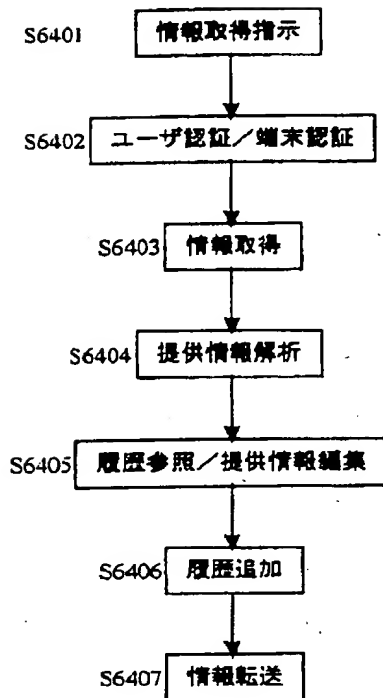 S6401 情報取得指示
S6402 ユーザ認証／端末認証
S6403 情報取得
S6404 提供情報解析
S6405 履歴参照／提供情報編集
S6406 履歴追加
S6407 情報転送